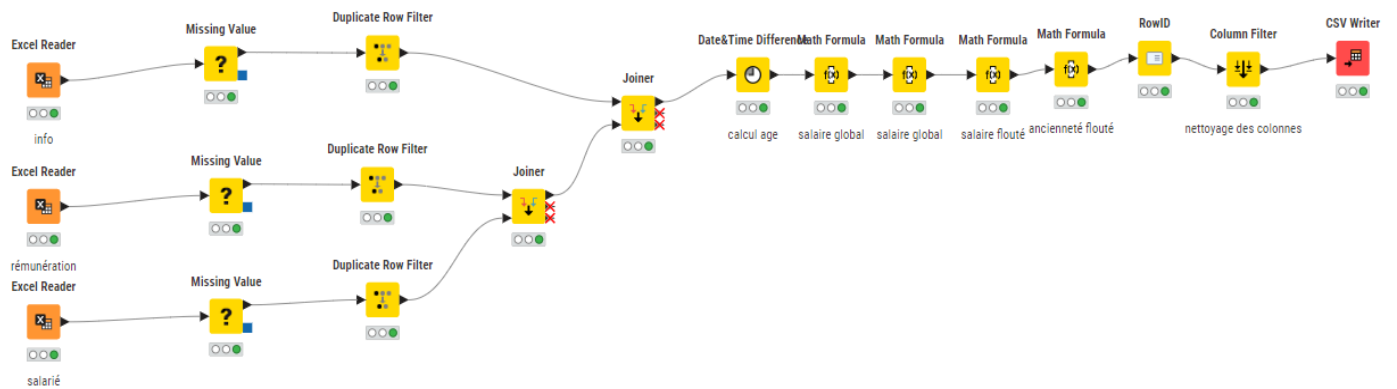 Excel Reader
info
Missing Value
?
Duplicate Row Filter
Excel Reader
rémunération
Missing Value
?
Duplicate Row Filter
Excel Reader
salarié
Missing Value
?
Duplicate Row Filter
Joiner
Joiner
Date&Time Difference
calcul age
Math Formula
f(x)
salaire global
Math Formula
f(x)
salaire global
Math Formula
f(x)
salaire flouté
Math Formula
f(x)
ancienneté flouté
RowID
Column Filter
nettoyage des colonnes
CSV Writer